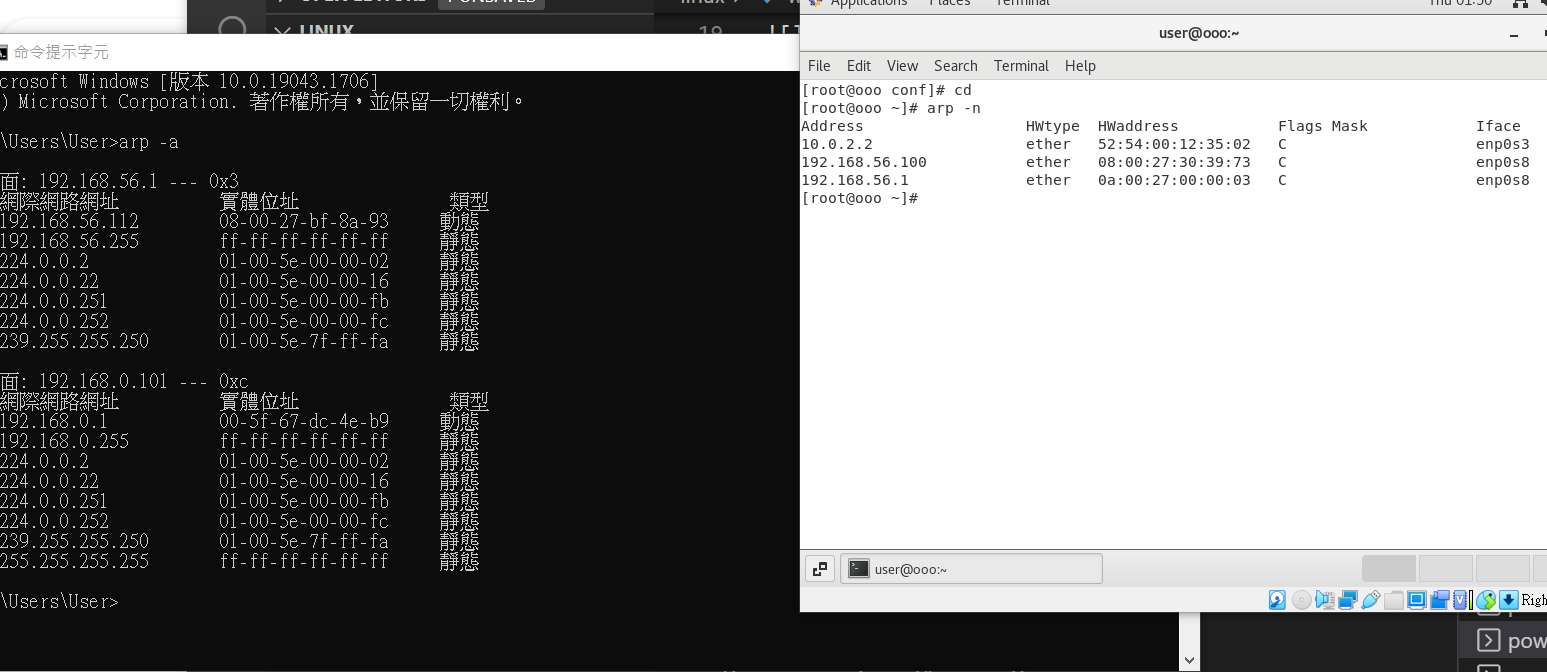 UNSAVED
LINUX
19
命令提示字元
crosoft Windows [版本 10.0.19043.1706]
) Microsoft Corporation. 著作權所有，並保留一切權利。
\Users\User>arp -a
面: 192.168.56.1 --- 0x3
網際網路網址 實體位址 類型
192.168.56.112 08-00-27-bf-8a-93 動態
192.168.56.255 ff-ff-ff-ff-ff-ff 靜態
224.0.0.2 01-00-5e-00-00-02 靜態
224.0.0.22 01-00-5e-00-00-16 靜態
224.0.0.251 01-00-5e-00-00-fb 靜態
224.0.0.252 01-00-5e-00-00-fc 靜態
239.255.255.250 01-00-5e-7f-ff-fa 靜態
面: 192.168.0.101 --- 0xc
網際網路網址 實體位址 類型
192.168.0.1 00-5f-67-dc-4e-b9 動態
192.168.0.255 ff-ff-ff-ff-ff-ff 靜態
224.0.0.2 01-00-5e-00-00-02 靜態
224.0.0.22 01-00-5e-00-00-16 靜態
224.0.0.251 01-00-5e-00-00-fb 靜態
224.0.0.252 01-00-5e-00-00-fc 靜態
239.255.255.250 01-00-5e-7f-ff-fa 靜態
255.255.255.255 ff-ff-ff-ff-ff-ff 靜態
\Users\User>
Applications Places Terminal Thu 01:50
user@ooo:~
File Edit View Search Terminal Help
[root@ooo conf]# cd
[root@ooo ~]# arp -n
Address HWtype HWaddress Flags Mask Iface
10.0.2.2 ether 52:54:00:12:35:02 C enp0s3
192.168.56.100 ether 08:00:27:30:39:73 C enp0s8
192.168.56.1 ether 0a:00:27:00:00:03 C enp0s8
[root@ooo ~]#
user@ooo:~
Righ
pow